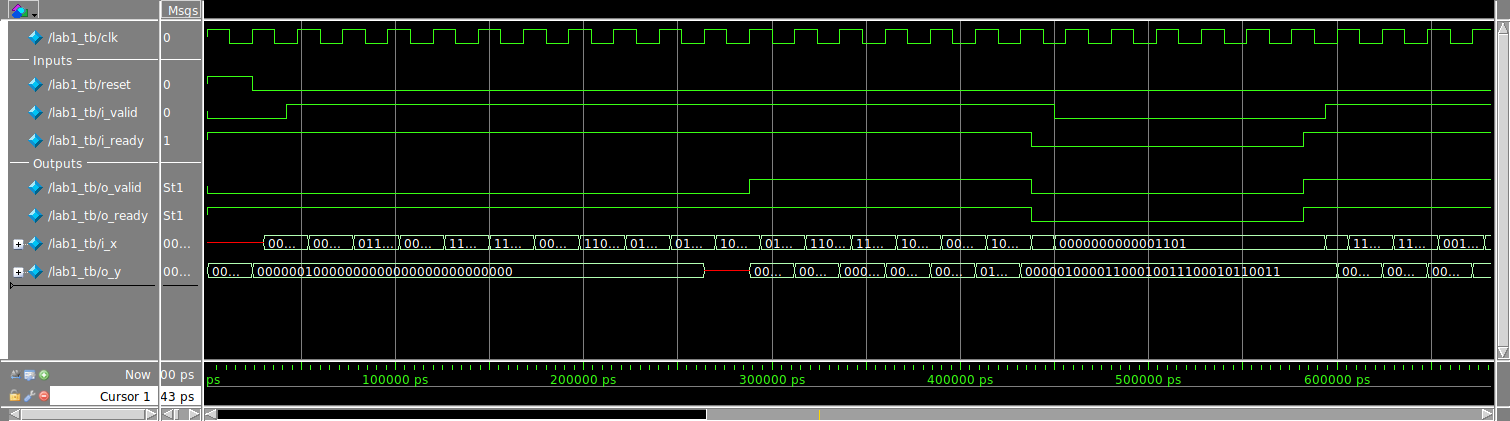 Msgs
/lab1_tb/clk 0
Inputs
/lab1_tb/reset 0
/lab1_tb/i_valid 0
/lab1_tb/i_ready 1
Outputs
/lab1_tb/o_valid St1
/lab1_tb/o_ready St1
/lab1_tb/i_x 00... 00... 00... 011... 00... 11... 11... 00... 110... 01... 01... 10... 01... 110... 11... 10... 00... 10... 0000000000001101 11... 11... 001...
/lab1_tb/o_y 00... 00... 00000010000000000000000000000000 00... 00... 000... 00... 00... 01... 00000100001100010011100010110011 00... 00... 00...
Now 00 ps ps 100000 ps 200000 ps 300000 ps 400000 ps 500000 ps 600000 ps
Cursor 1 43 ps